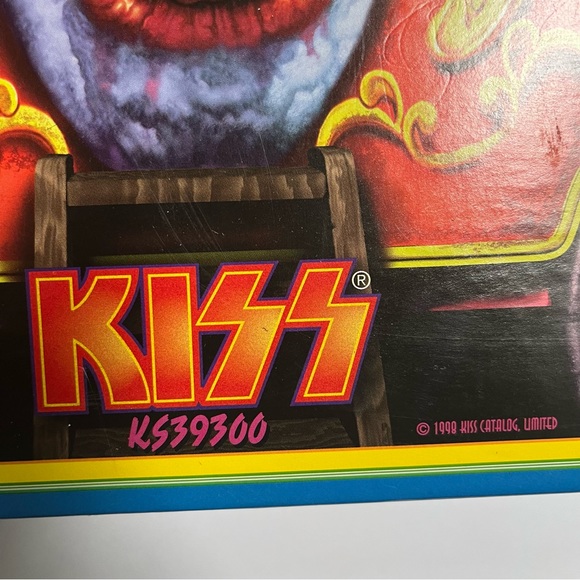 KISS®
KS39300
© 1998 KISS CATALOG, LIMITED